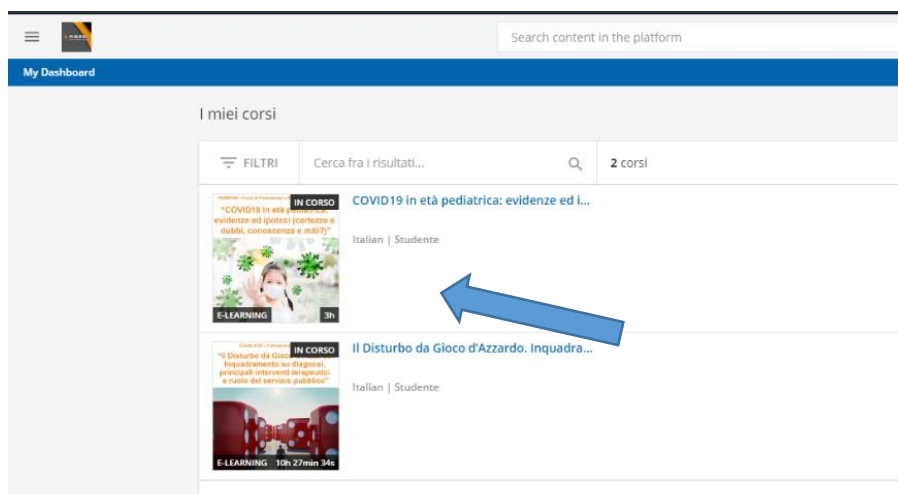 Search content in the platform
My Dashboard
I miei corsi
FILTRI
Cerca fra i risultati...
2 corsi
IN CORSO
"COVID19 in età pediatrica:
evidenze ed ipotesi (certezze e
dubbi, conoscenza e miti?)"
E-LEARNING
3h
COVID19 in età pediatrica: evidenze ed i...
Italian | Studente
IN CORSO
"Il Disturbo da Gioco
Inquadramento su diagnosi,
principali interventi terapeutici
e ruolo del servizio pubblico"
E-LEARNING
10h 27min 34s
Il Disturbo da Gioco d'Azzardo. Inquadra...
Italian | Studente